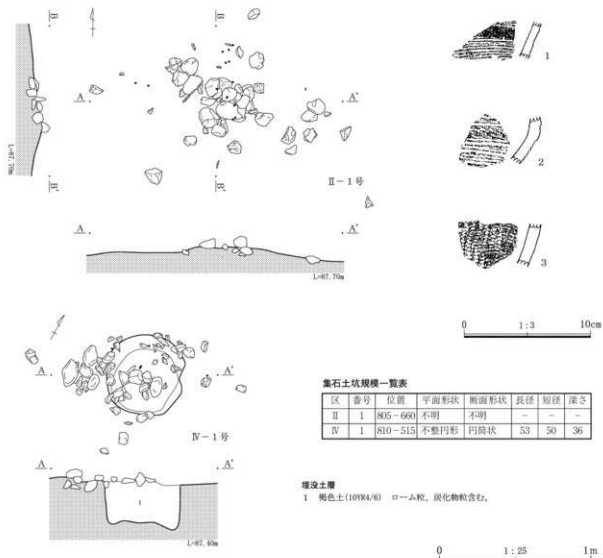 B
B
A
A'
L=87.70m
B'
B'
Ⅱ－1号
A
A'
L=87.70m
1
2
3
0 1:3 10cm
A
A'
Ⅳ－1号
A
A'
1
L=87.40m
集石土坑規模一覧表
区 番号 位置 平面形状 断面形状 長径 短径 深さ
Ⅱ 1 805－660 不明 不明 － － －
Ⅳ 1 810－515 不整円形 円筒状 53 50 36
埋没土層
1 褐色土(10YR4/6) ローム粒、炭化物粒含む。
0 1：25 1m